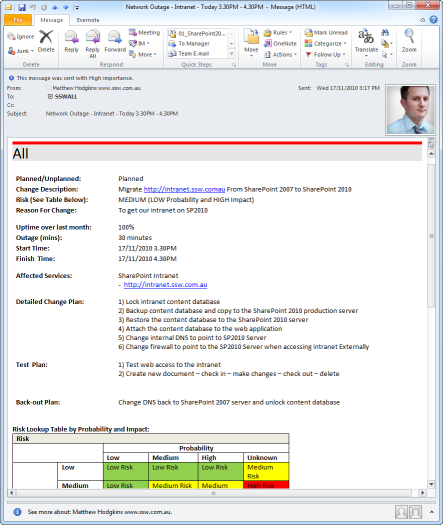 Network Outage - Intranet - Today 3.30PM - 4.30PM - Message (HTML)
File Message Evernote
Ignore
Junk
Delete
Reply
Reply All
Forward
Meeting
IM
More
01_SharePoint20...
To Manager
Team E-mail
Move
Rules
OneNote
Actions
Mark Unread
Categorize
Follow Up
Translate
Zoom
Delete Respond Quick Steps Move Tags Editing Zoom
This message was sent with High importance.
From: Matthew Hodgkins www.ssw.com.au Sent: Wed 17/11/2010 3:17 PM
To: SSWALL
Cc:
Subject: Network Outage - Intranet - Today 3.30PM - 4.30PM
All
Planned/Unplanned: Planned
Change Description: Migrate http://intranet.ssw.comau From SharePoint 2007 to SharePoint 2010
Risk (See Table Below): MEDIUM (LOW Probability and HIGH Impact)
Reason For Change: To get our intranet on SP2010
Uptime over last month: 100%
Outage (mins): 30 minutes
Start Time: 17/11/2010 3.30PM
Finish Time: 17/11/2010 4.30PM
Affected Services: SharePoint Intranet
- http://intranet.ssw.com.au
Detailed Change Plan: 1) Lock intranet content database
2) Backup content database and copy to the SharePoint 2010 production server
3) Restore the content database to the SharePoint 2010 server
4) Attach the content database to the web application
5) Change internal DNS to point to SP2010 Server
6) Change firewall to point to the SP2010 Server when accessing intranet Externally
Test Plan: 1) Test web access to the intranet
2) Create new document – check in – make changes – check out – delete
Back-out Plan: Change DNS back to SharePoint 2007 server and unlock content database
Risk Lookup Table by Probability and Impact:
Risk
Probability
Low Medium High Unknown
Low Low Risk Low Risk Low Risk Medium Risk
Medium Low Risk Medium Risk Medium High Risk
See more about: Matthew Hodgkins www.ssw.com.au.